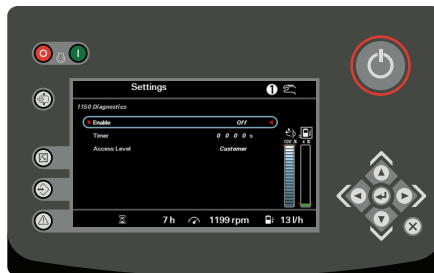 Settings 1
1150 Diagnostics
Enable Off
Timer 0 0 0 0 s
Access Level Customer
100 % 4 %
7 h 1199 rpm 13 l/h